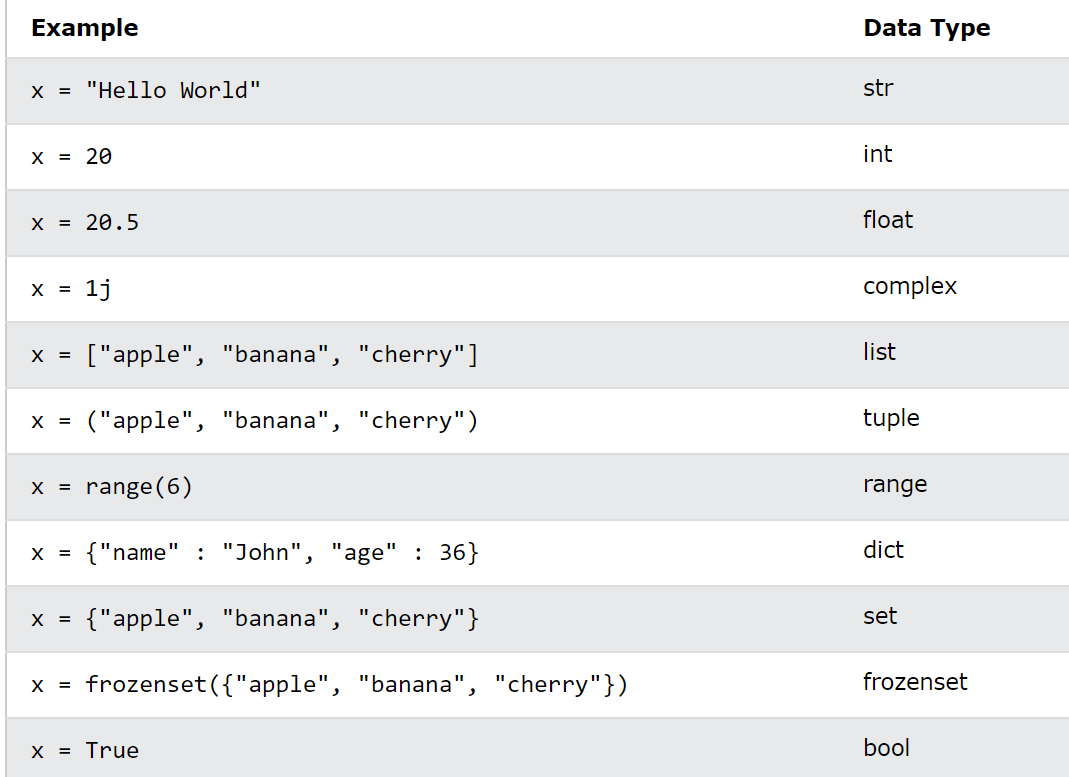 Example Data Type
x = "Hello World" str
x = 20 int
x = 20.5 float
x = 1j complex
x = ["apple", "banana", "cherry"] list
x = ("apple", "banana", "cherry") tuple
x = range(6) range
x = {"name" : "John", "age" : 36} dict
x = {"apple", "banana", "cherry"} set
x = frozenset({"apple", "banana", "cherry"}) frozenset
x = True bool